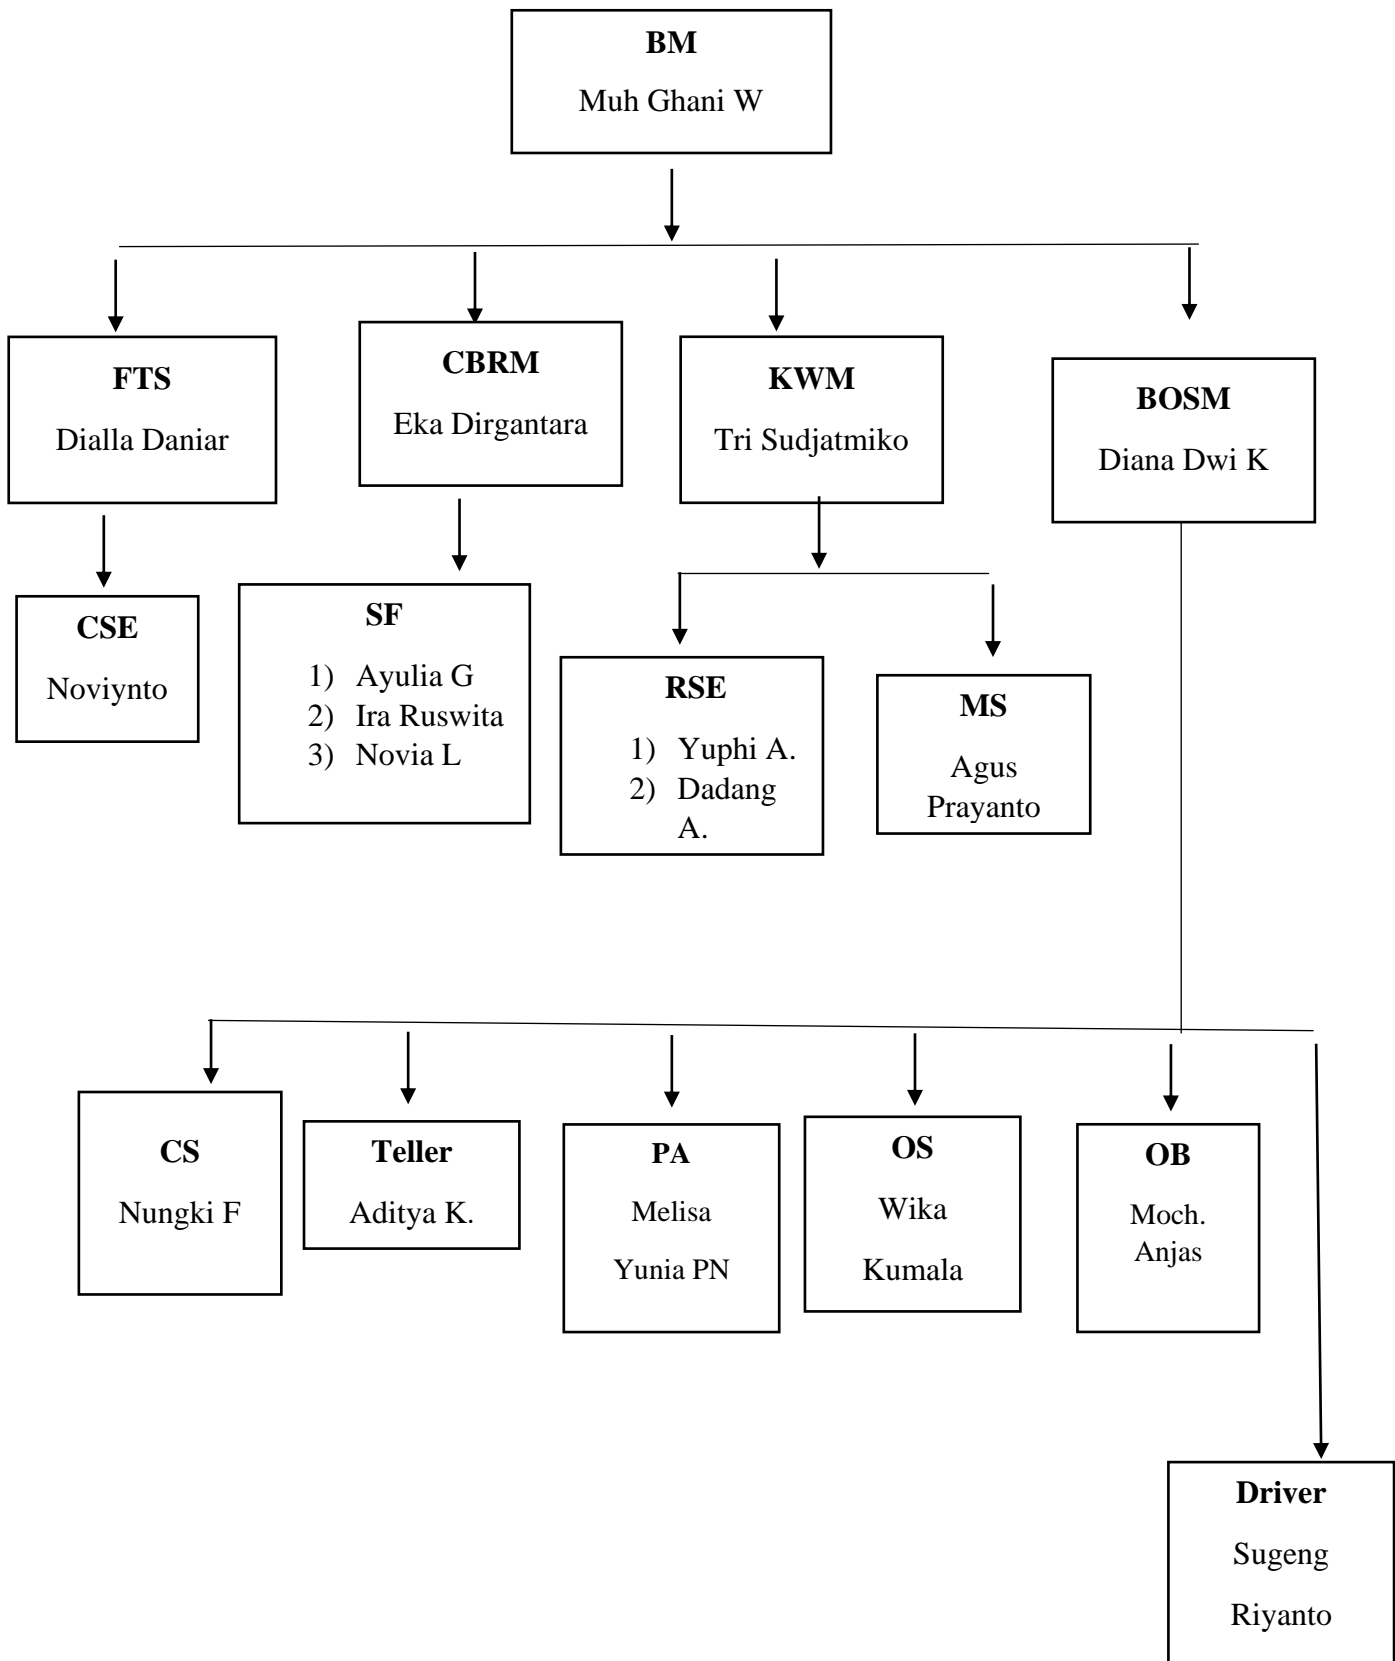 BM
Muh Ghani W
FTS
Dialla Daniar
CBRM
Eka Dirgantara
KWM
Tri Sudjatmiko
BOSM
Diana Dwi K
CSE
Noviynto
SF
1) Ayulia G
2) Ira Ruswita
3) Novia L
RSE
1) Yuphi A.
2) Dadang
A.
MS
Agus
Prayanto
CS
Nungki F
Teller
Aditya K.
PA
Melisa
Yunia PN
OS
Wika
Kumala
OB
Moch.
Anjas
Driver
Sugeng
Riyanto